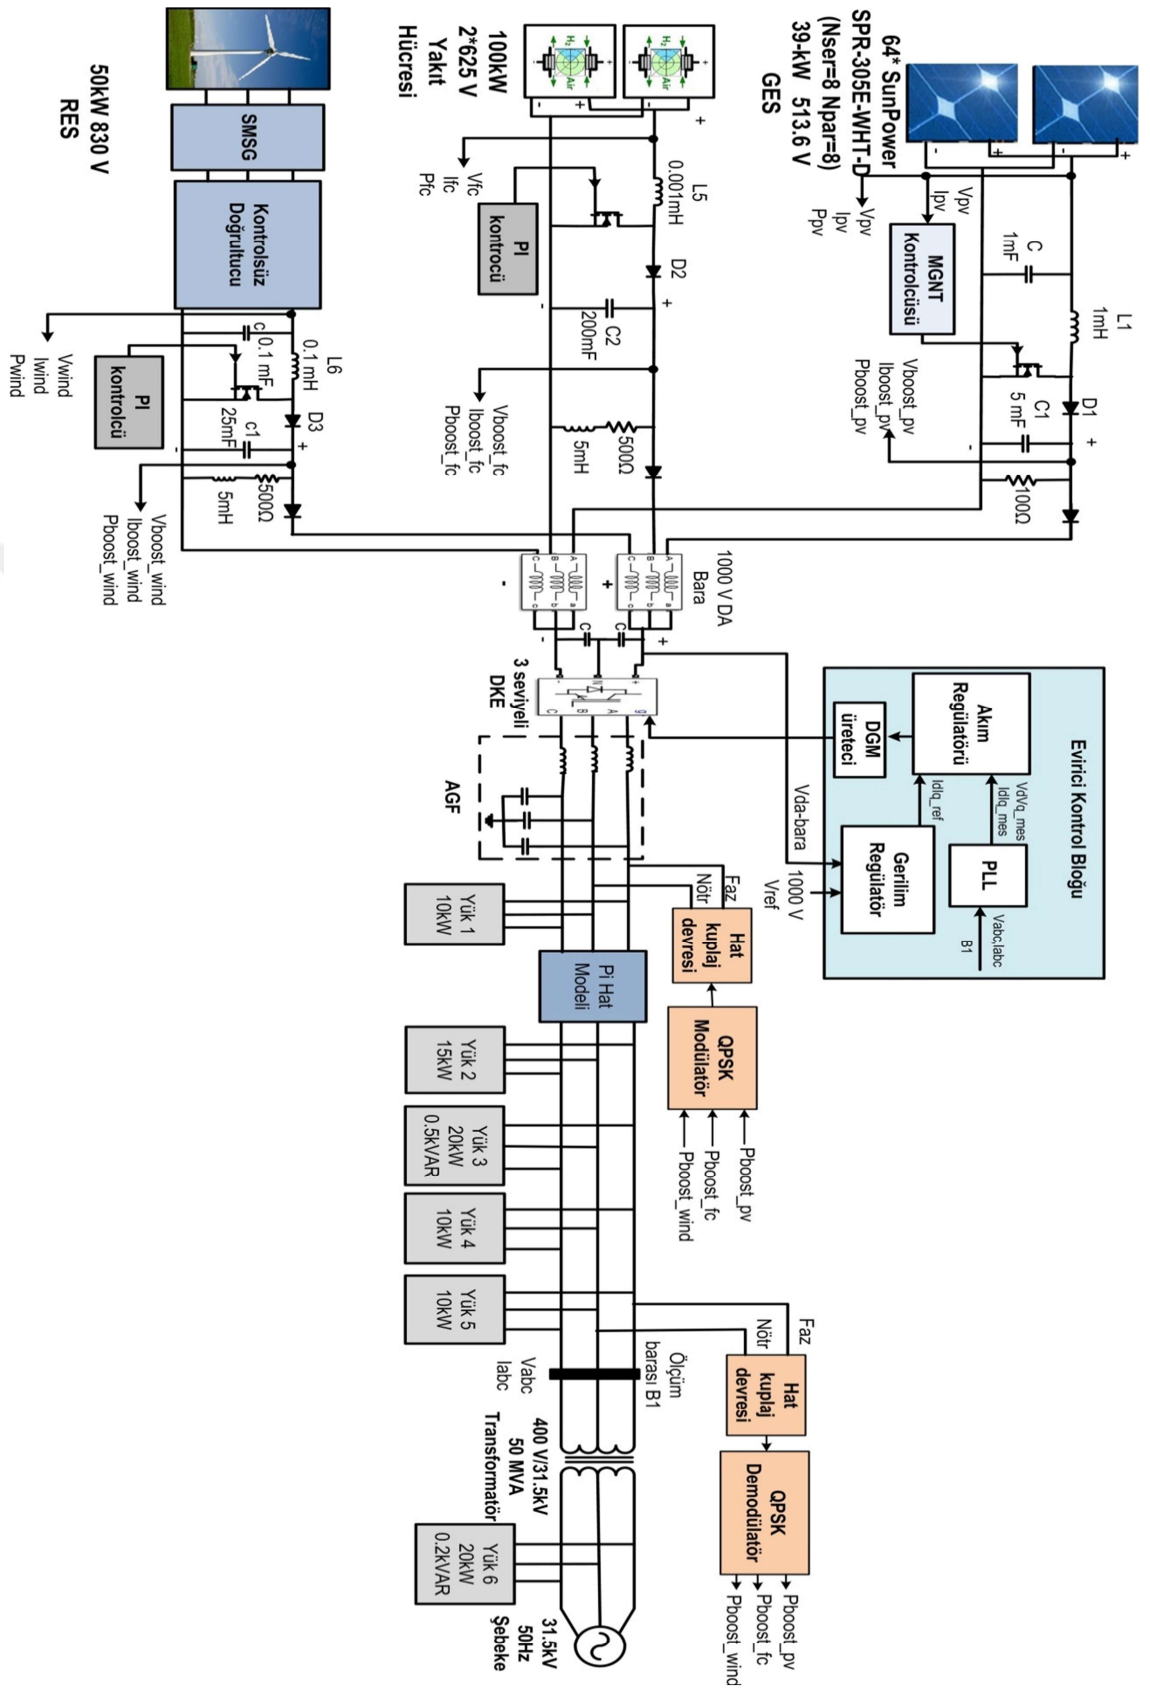 64* SunPower
SPR-305E-WHT-D
(Nser=8 Npar=8)
39-kW 513.6 V
GES
+
-
+
-
Vpv
Ipv
Vpv
Ipv
Ppv
MGNT
Kontrolcüsü
C
1mF
L1
1mH
C1
5 mF
D1
+
-
Vboost_pv
Iboost_pv
Pboost_pv
100Ω
100kW
2*625 V
Yakıt
Hücresi
H₂
Air
+
-
H₂
Air
+
-
+
Vfc
Ifc
Pfc
L5
0.001mH
PI
kontrocü
D2
+
-
C2
200mF
Vboost_fc
Iboost_fc
Pboost_fc
500Ω
5mH
50kW 830 V
RES
SMSG
Kontrolsüz
Doğrultucu
Vwind
Iwind
Pwind
c
0.1 mF
L6
0.1 mH
PI
kontrolcü
D3
+
c1
25mF
-
500Ω
5mH
Vboost_wind
Iboost_wind
Pboost_wind
1000 V DA
Bara
A
B
C
a
b
c
+
A
B
C
a
b
c
-
C
C
+
-
3 seviyeli
DKE
+
N
-
g
A
B
C
AGF
Evirici Kontrol Bloğu
Akım
Regülatörü
DGM
üreteci
VdVq_mes
IdIq_mes
IdIq_ref
PLL
Gerilim
Regülatör
Vabc,Iabc
B1
Vda-bara
1000 V
Vref
Faz
Nötr
Hat
kuplaj
devresi
QPSK
Modülatör
Pboost_pv
Pboost_fc
Pboost_wind
Yük 1
10kW
Pi Hat
Modeli
Yük 2
15kW
Yük 3
20kW
0.5kVAR
Yük 4
10kW
Yük 5
10kW
Faz
Nötr
Hat
kuplaj
devresi
QPSK
Demodülatör
Pboost_pv
Pboost_fc
Pboost_wind
Ölçüm
barası B1
Vabc
Iabc
400 V/31.5kV
50 MVA
Transformatör
Yük 6
20kW
0.2kVAR
31.5kV
50Hz
Şebeke